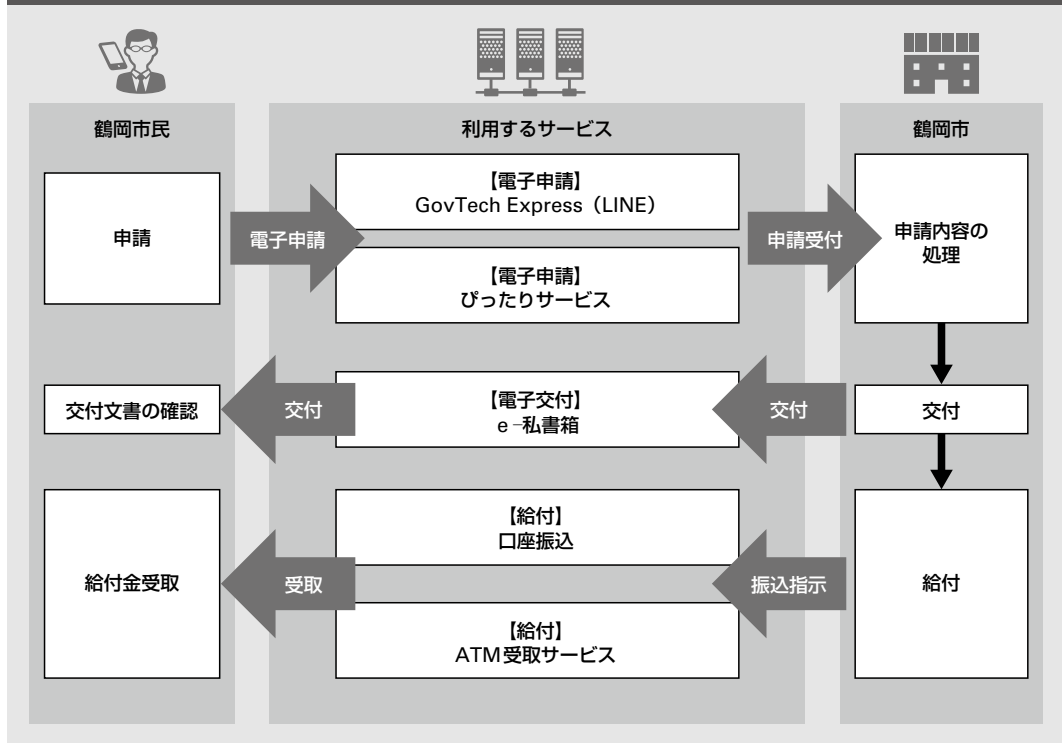 鶴岡市民
利用するサービス
鶴岡市
申請
電子申請
【電子申請】
GovTech Express（LINE）
【電子申請】
ぴったりサービス
申請受付
申請内容の
処理
交付文書の確認
交付
【電子交付】
e-私書箱
交付
交付
給付金受取
受取
【給付】
口座振込
【給付】
ATM受取サービス
振込指示
給付